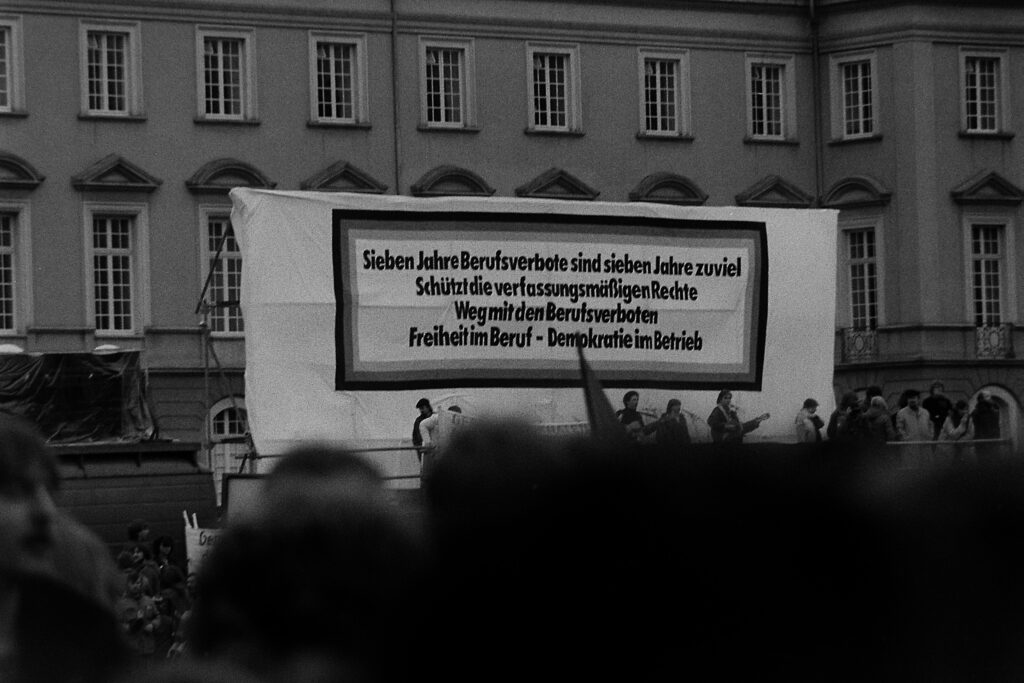 Sieben Jahre Berufsverbote sind sieben Jahre zuviel
Schützt die verfassungsmäßigen Rechte
Weg mit den Berufsverboten
Freiheit im Beruf - Demokratie im Betrieb